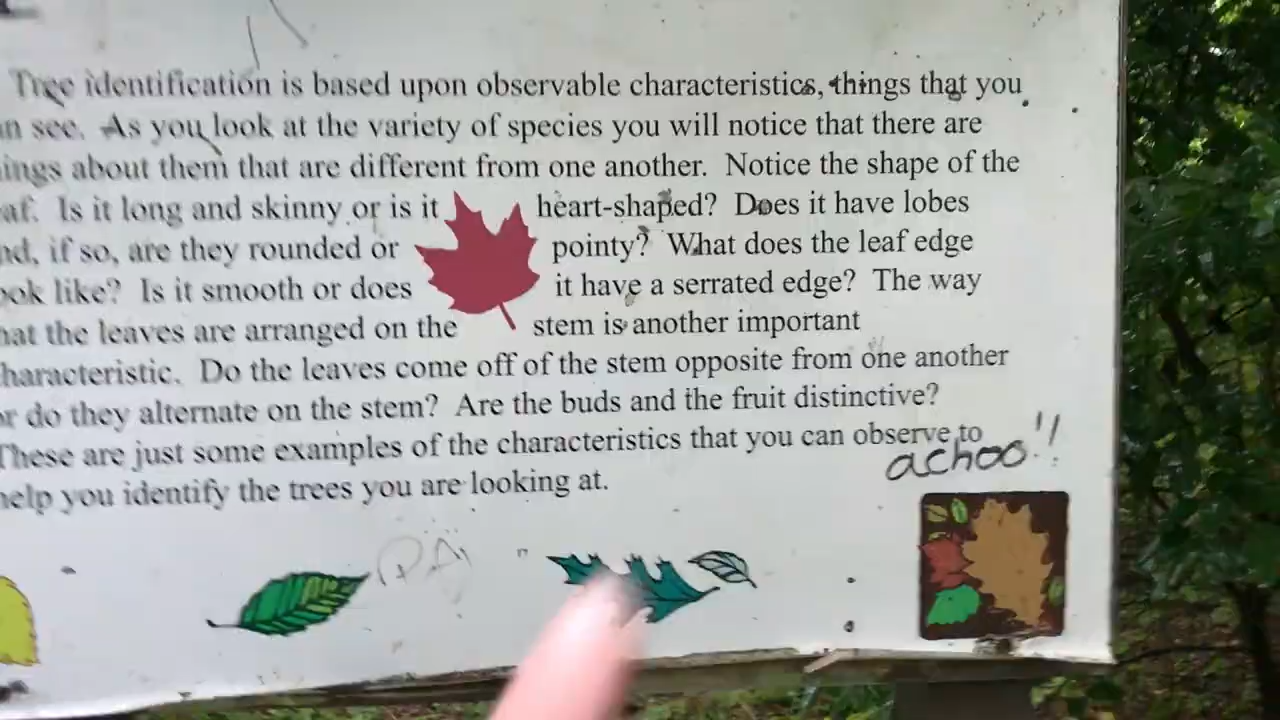 Tree identification is based upon observable characteristics, things that you
n see. As you look at the variety of species you will notice that there are
ings about them that are different from one another. Notice the shape of the
af. Is it long and skinny or is it heart-shaped? Does it have lobes
nd, if so, are they rounded or pointy? What does the leaf edge
ok like? Is it smooth or does it have a serrated edge? The way
hat the leaves are arranged on the stem is another important
haracteristic. Do the leaves come off of the stem opposite from one another
r do they alternate on the stem? Are the buds and the fruit distinctive?
These are just some examples of the characteristics that you can observe to
help you identify the trees you are looking at.
achoo!!